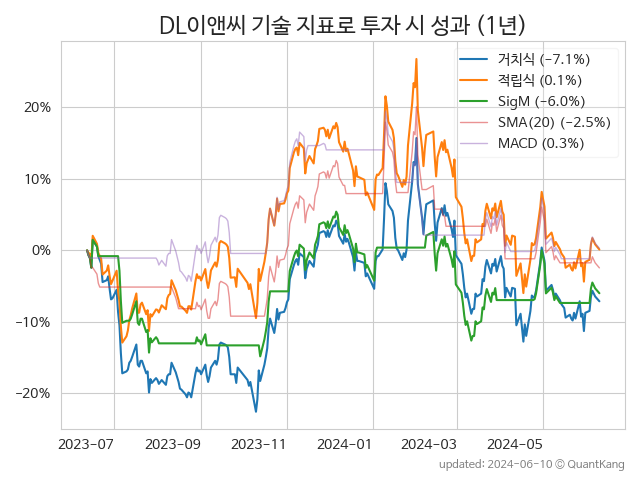 DL이앤씨 기술 지표로 투자 시 성과 (1년)
거치식 (−7.1%)
적립식 (0.1%)
SigM (−6.0%)
SMA(20) (−2.5%)
MACD (0.3%)
20%
10%
0%
−10%
−20%
2023-07
2023-09
2023-11
2024-01
2024-03
2024-05
updated: 2024-06-10 ⓒ QuantKang